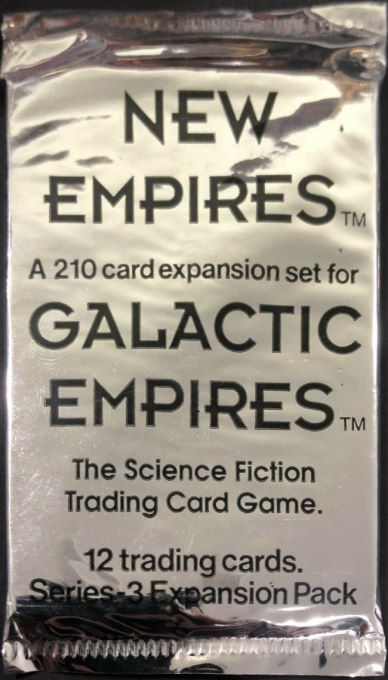 NEW
EMPIRES™
A 210 card expansion set for
GALACTIC
EMPIRES™
The Science Fiction
Trading Card Game.
12 trading cards.
Series-3 Expansion Pack